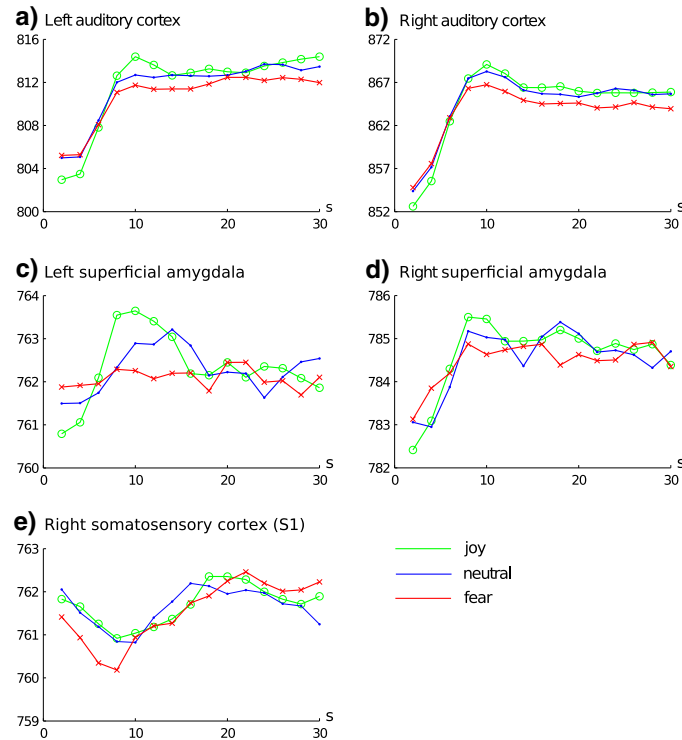 a) Left auditory cortex
816
812
808
804
800
0 10 20 30
s
b) Right auditory cortex
872
867
862
857
852
0 10 20 30
s
c) Left superficial amygdala
764
763
762
761
760
0 10 20 30
s
d) Right superficial amygdala
786
785
784
783
782
0 10 20 30
s
e) Right somatosensory cortex (S1)
763
762
761
760
759
0 10 20 30
s
joy
neutral
fear